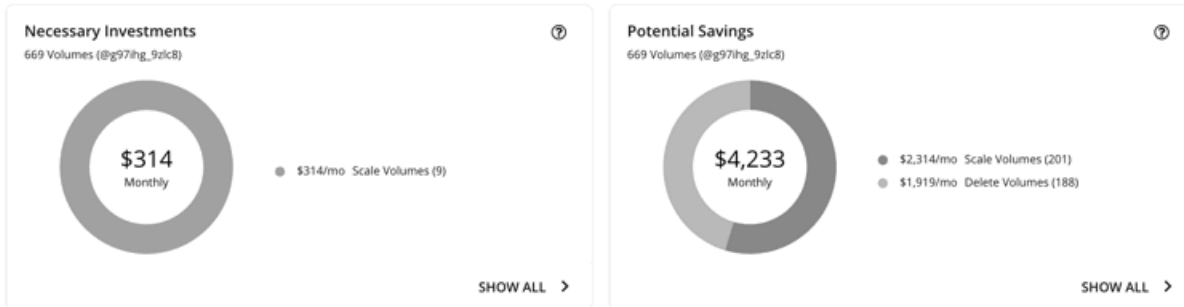 Necessary Investments
669 Volumes (@g97ihg_9zlc8)
$314
Monthly
$314/mo Scale Volumes (9)
SHOW ALL
Potential Savings
669 Volumes (@g97ihg_9zlc8)
$4,233
Monthly
$2,314/mo Scale Volumes (201)
$1,919/mo Delete Volumes (188)
SHOW ALL